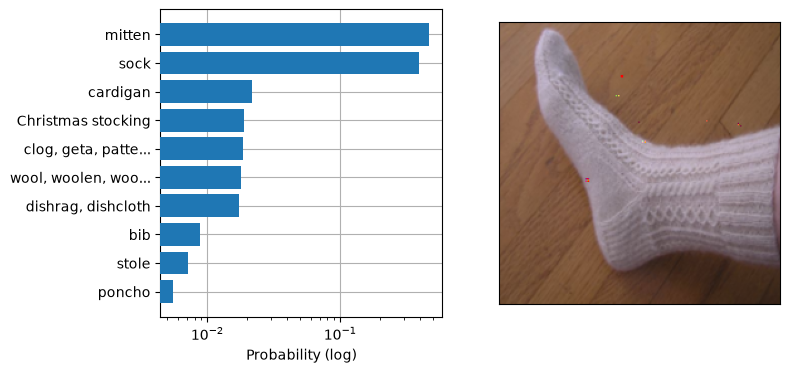 mitten
sock
cardigan
Christmas stocking
clog, geta, patte...
wool, woolen, woo...
dishrag, dishcloth
bib
stole
poncho
10⁻² 10⁻¹
Probability (log)